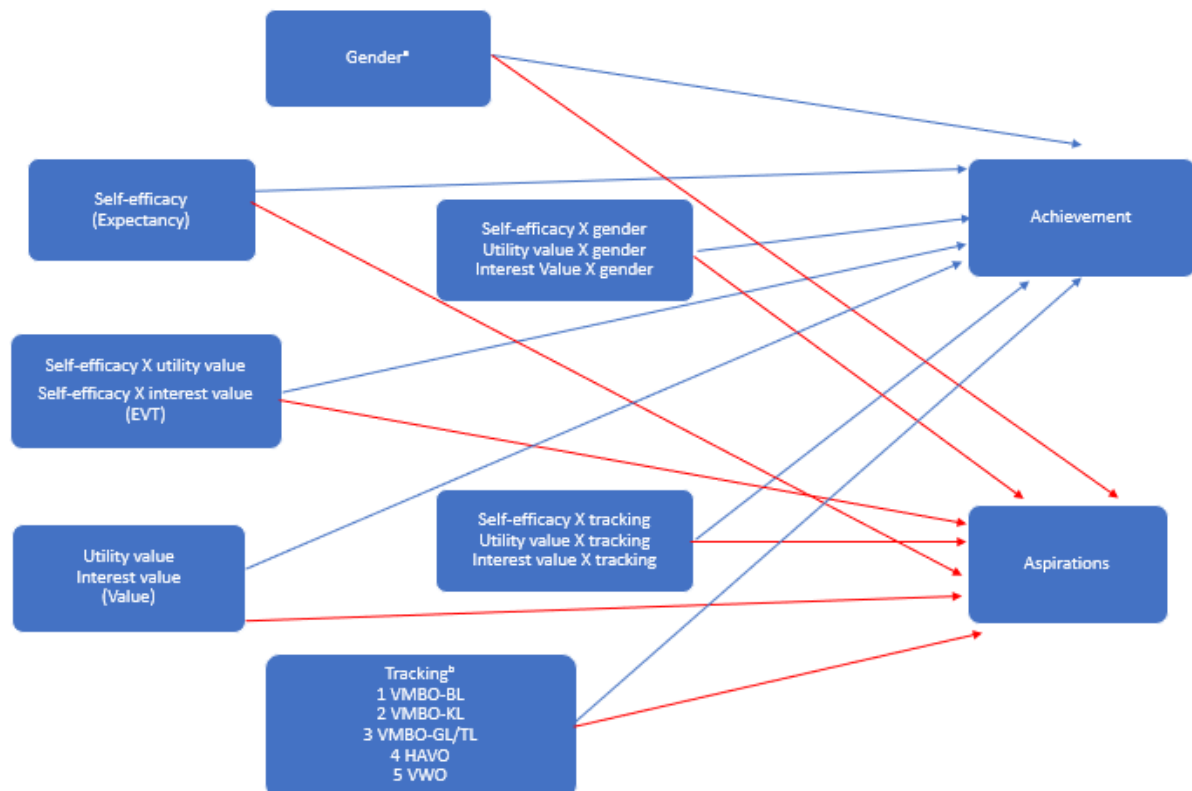 Genderª
Achievement
Self-efficacy
(Expectancy)
Self-efficacy X gender
Utility value X gender
Interest Value X gender
Self-efficacy X utility value
Self-efficacy X interest value
(EVT)
Self-efficacy X tracking
Utility value X tracking
Interest value X tracking
Aspirations
Utility value
Interest value
(Value)
Trackingᵇ
1 VMBO-BL
2 VMBO-KL
3 VMBO-GL/TL
4 HAVO
5 VWO